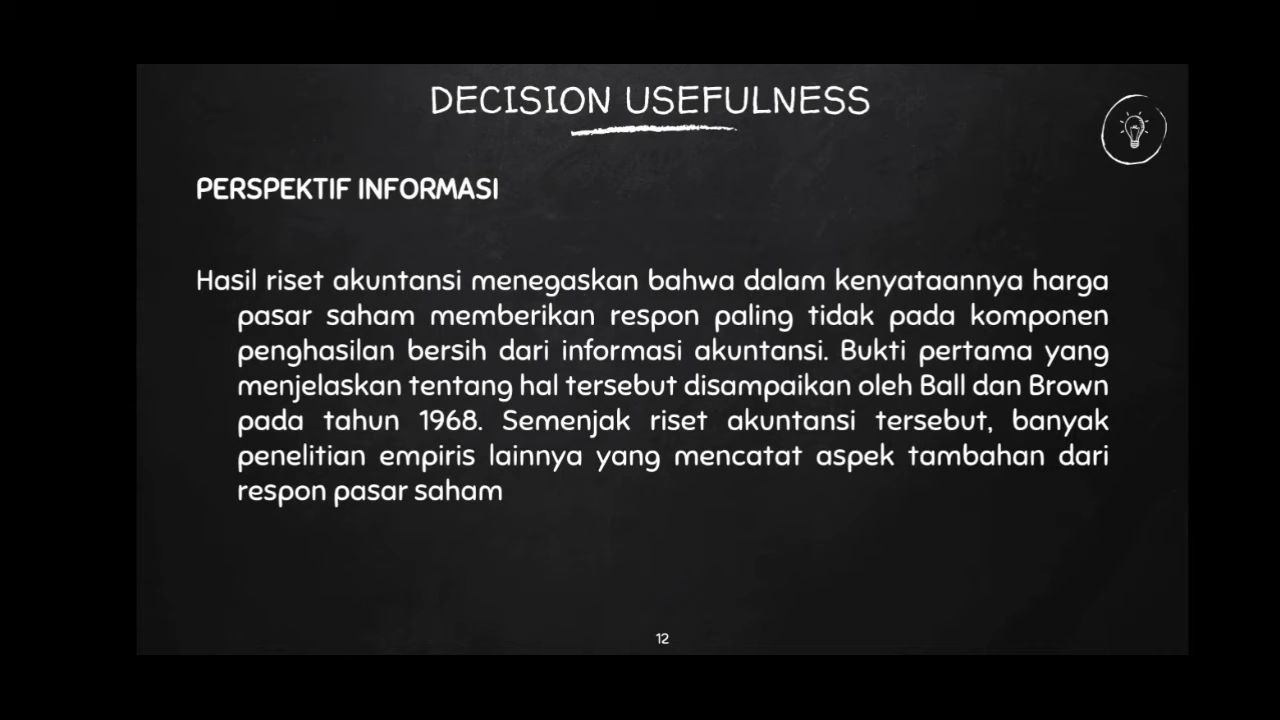 DECISION USEFULNESS
PERSPEKTIF INFORMASI
Hasil riset akuntansi menegaskan bahwa dalam kenyataannya harga
pasar saham memberikan respon paling tidak pada komponen
penghasilan bersih dari informasi akuntansi. Bukti pertama yang
menjelaskan tentang hal tersebut disampaikan oleh Ball dan Brown
pada tahun 1968. Semenjak riset akuntansi tersebut, banyak
penelitian empiris lainnya yang mencatat aspek tambahan dari
respon pasar saham
12